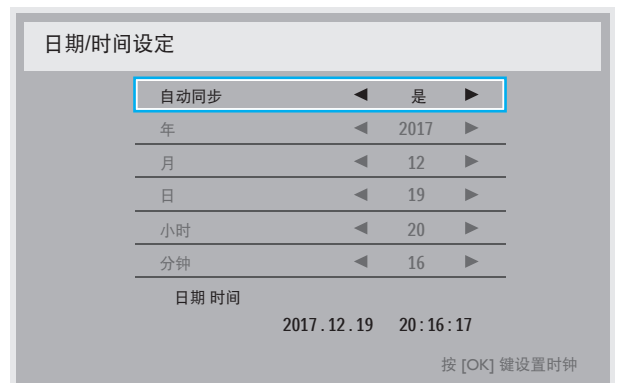 日期/时间设定
自动同步 ◀ 是 ▶
年 ◀ 2017 ▶
月 ◀ 12 ▶
日 ◀ 19 ▶
小时 ◀ 20 ▶
分钟 ◀ 16 ▶
日期 时间
2017 . 12 . 19 20 : 16 : 17
按 [OK] 键设置时钟